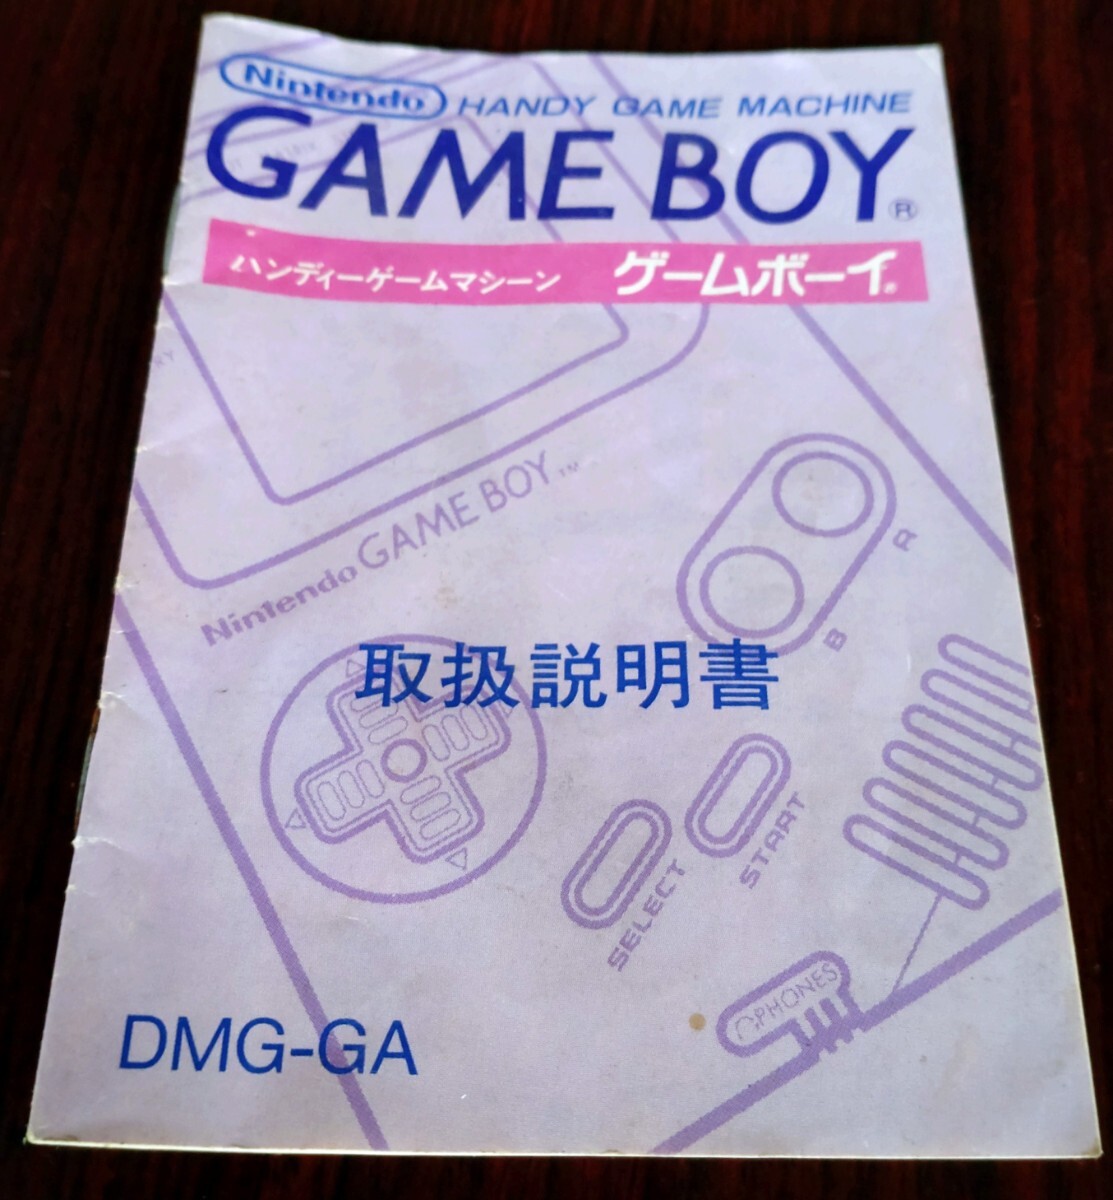 Nintendo HANDY GAME MACHINE
GAME BOY®
ハンディーゲームマシーン ゲームボーイ®
Nintendo GAME BOY™
A
B
取扱説明書
SELECT
START
PHONES
DMG-GA